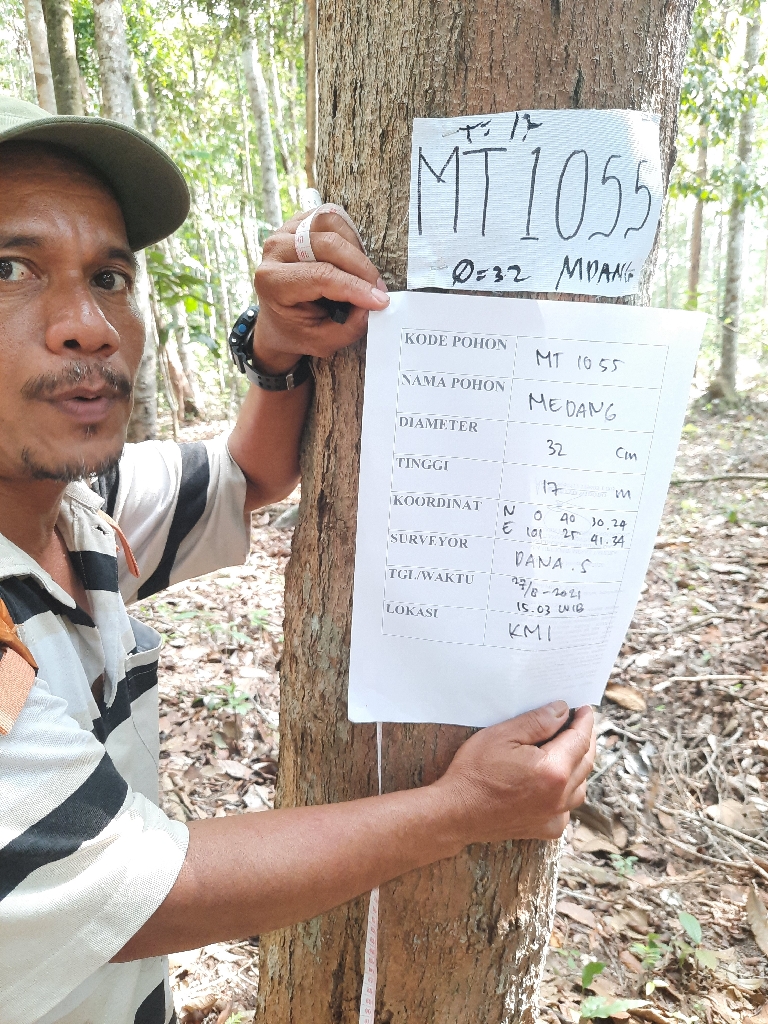 T: 17
MT 1055
Ø=32 MDANG
KODE POHON MT 1055
NAMA POHON MEDANG
DIAMETER 32 Cm
TINGGI 17 m
KOORDINAT N 0 40 30.24
E 101 25 41.34
SURVEYOR DANA.S
TGL/WAKTU 27/8-2021
15.03 WIB
LOKASI KMI